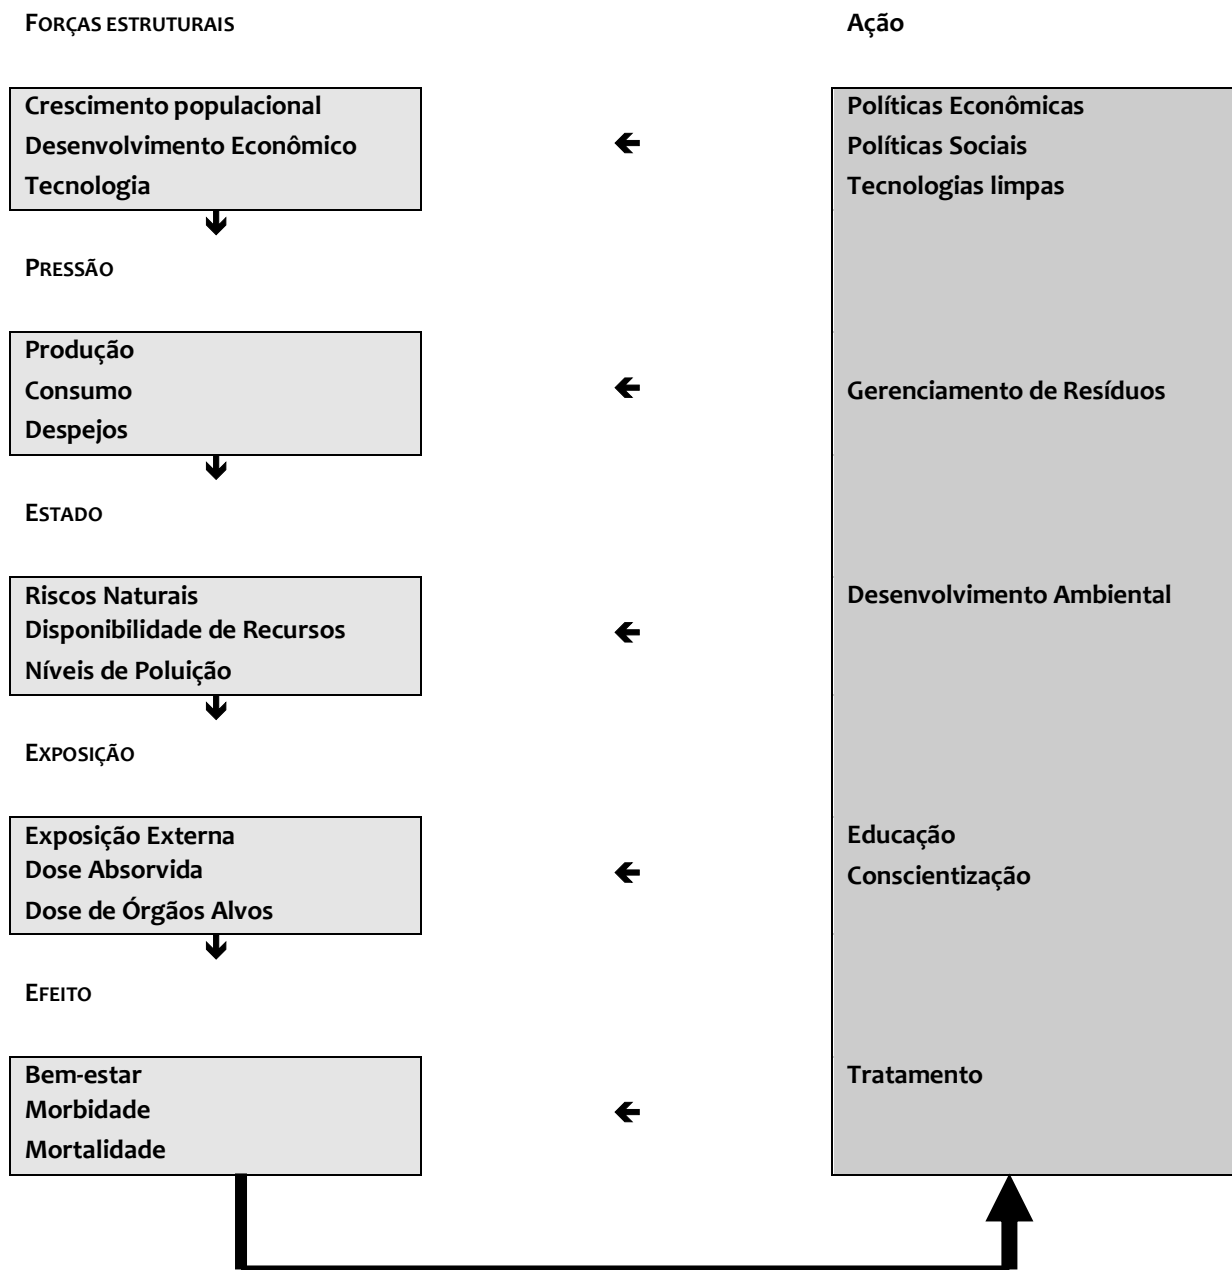 FORÇAS ESTRUTURAIS
Ação
Crescimento populacional
Desenvolvimento Econômico
Tecnologia
Políticas Econômicas
Políticas Sociais
Tecnologias limpas
PRESSÃO
Produção
Consumo
Despejos
Gerenciamento de Resíduos
ESTADO
Riscos Naturais
Disponibilidade de Recursos
Níveis de Poluição
Desenvolvimento Ambiental
EXPOSIÇÃO
Exposição Externa
Dose Absorvida
Dose de Órgãos Alvos
Educação
Conscientização
EFEITO
Bem-estar
Morbidade
Mortalidade
Tratamento